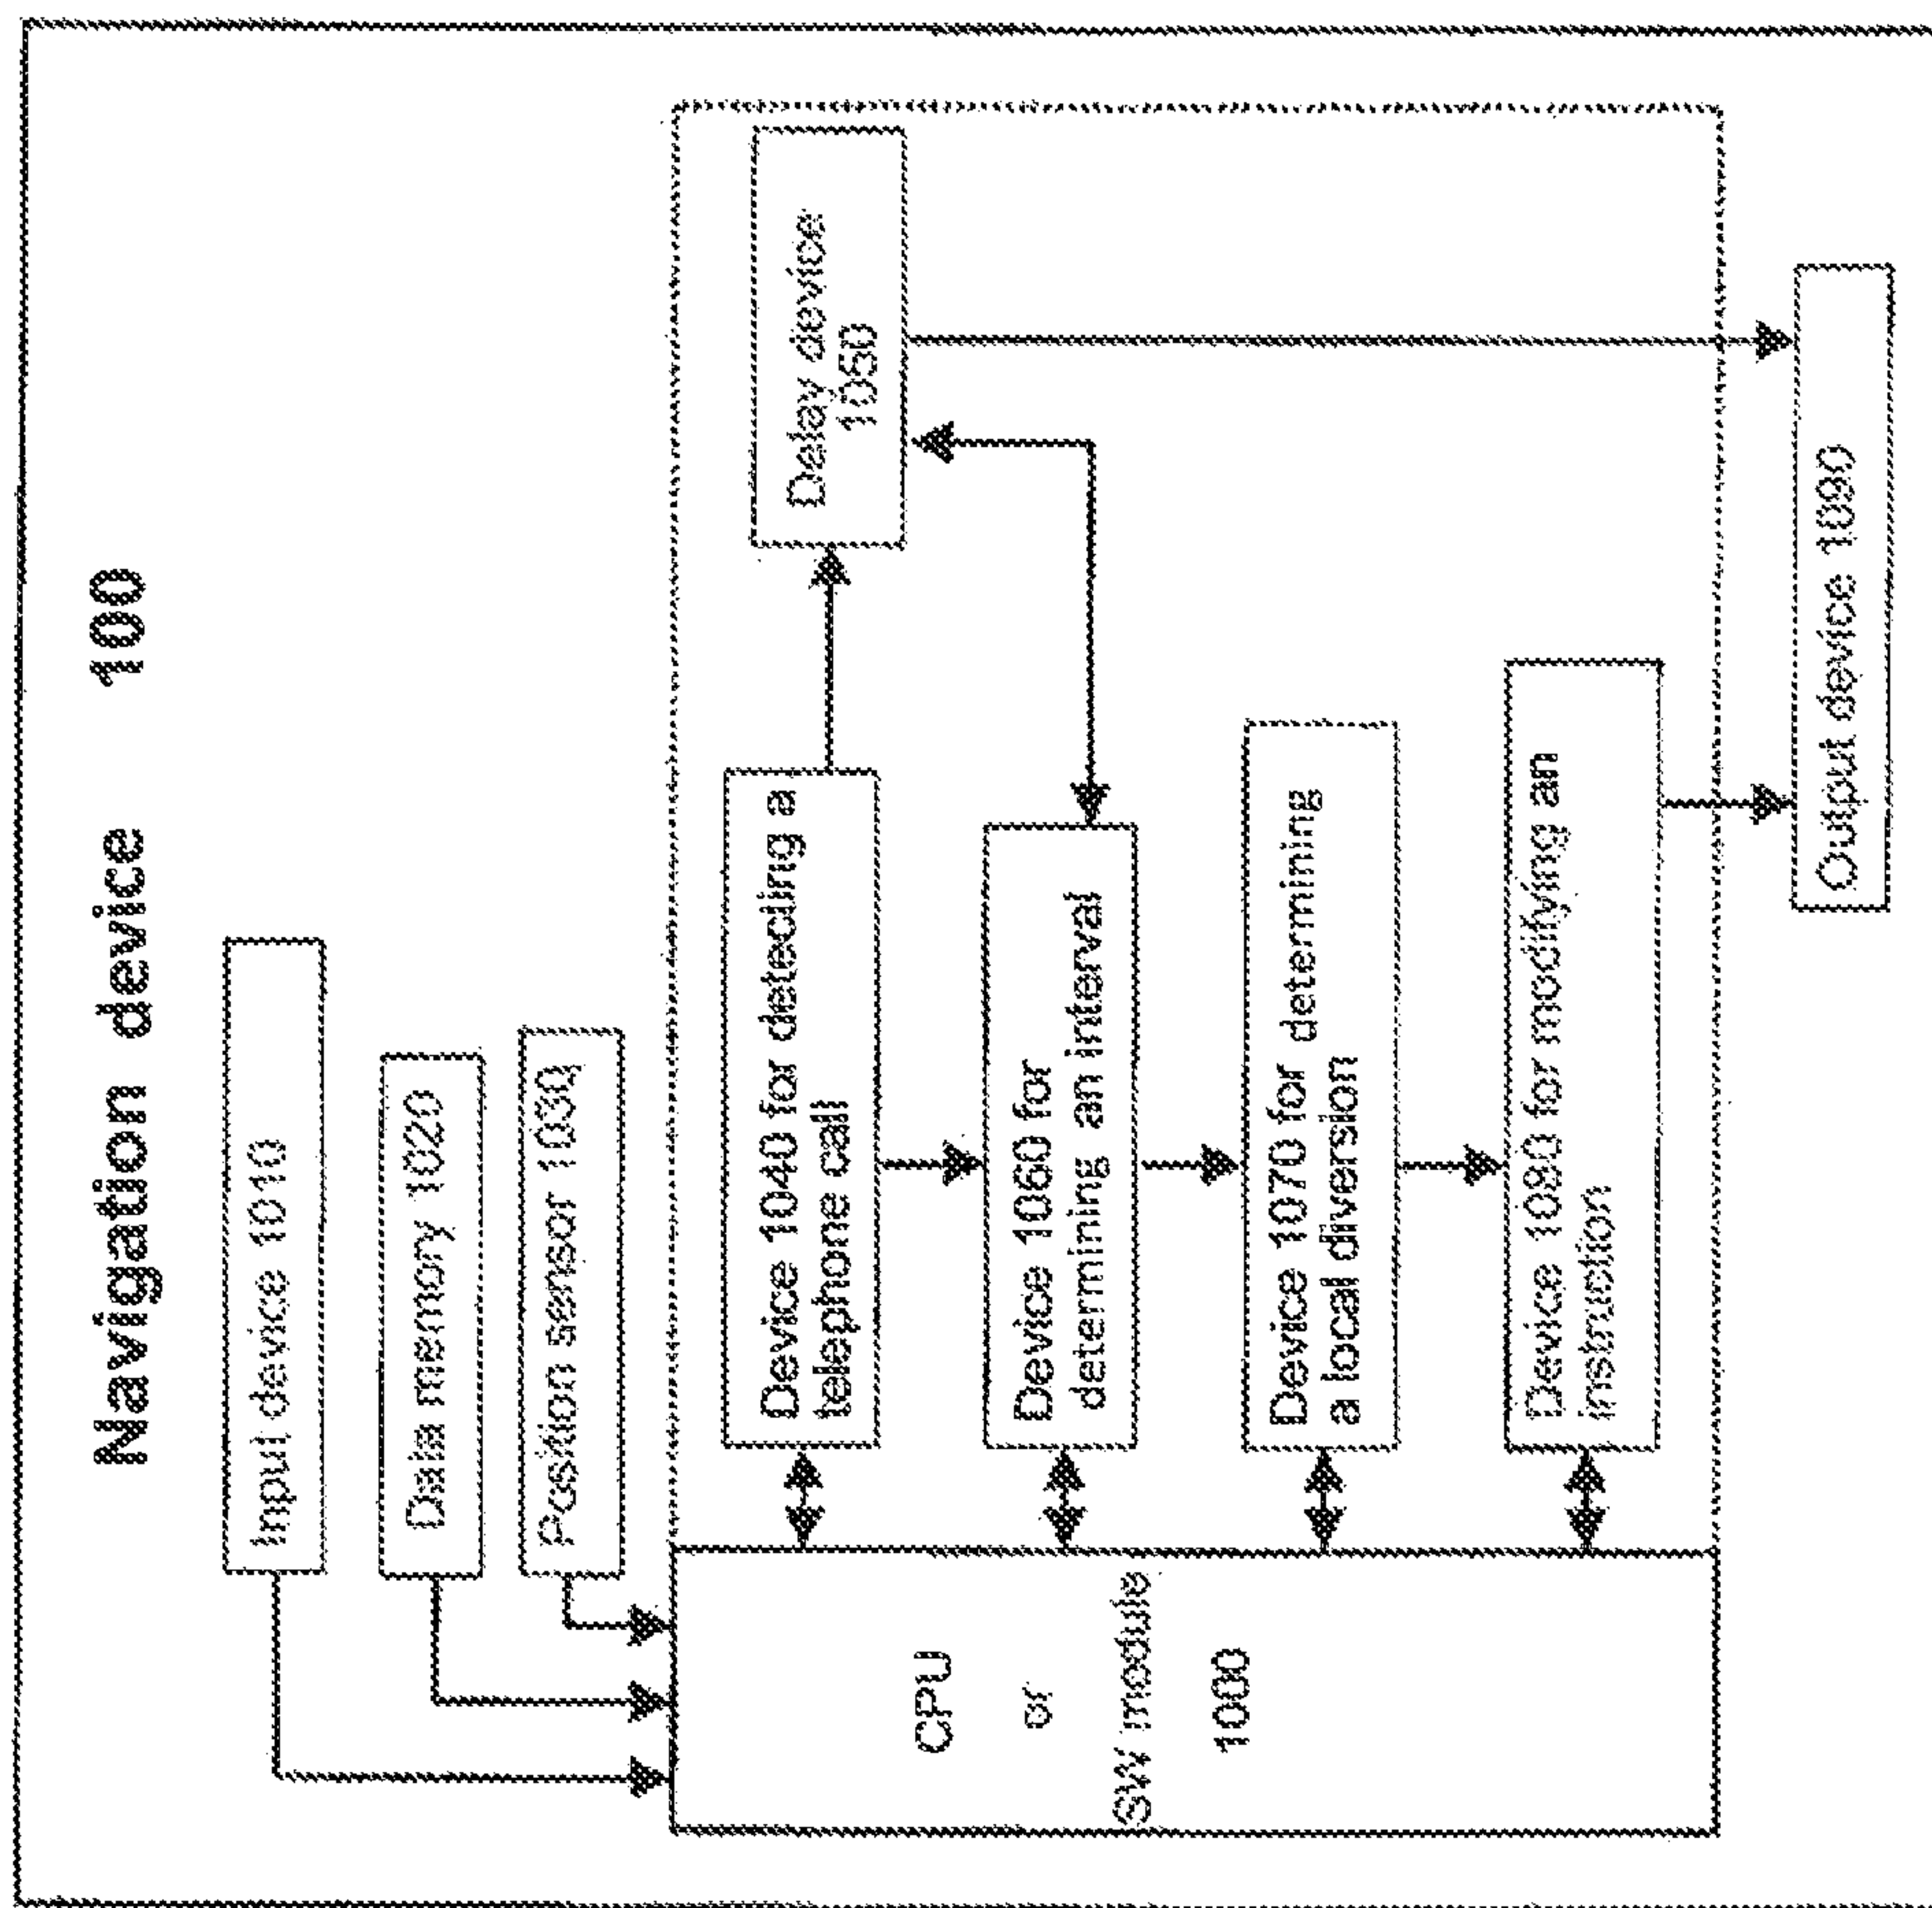 Navigation device 100
Input device 1010
Data memory 1020
Position sensor 1030
CPU
or
SW module
1000
Device 1040 for detecting a
telephone call
Delay device
1050
Device 1060 for
determining an interval
Device 1070 for determining
a local diversion
Device 1080 for modifying an
instruction
Output device 1090